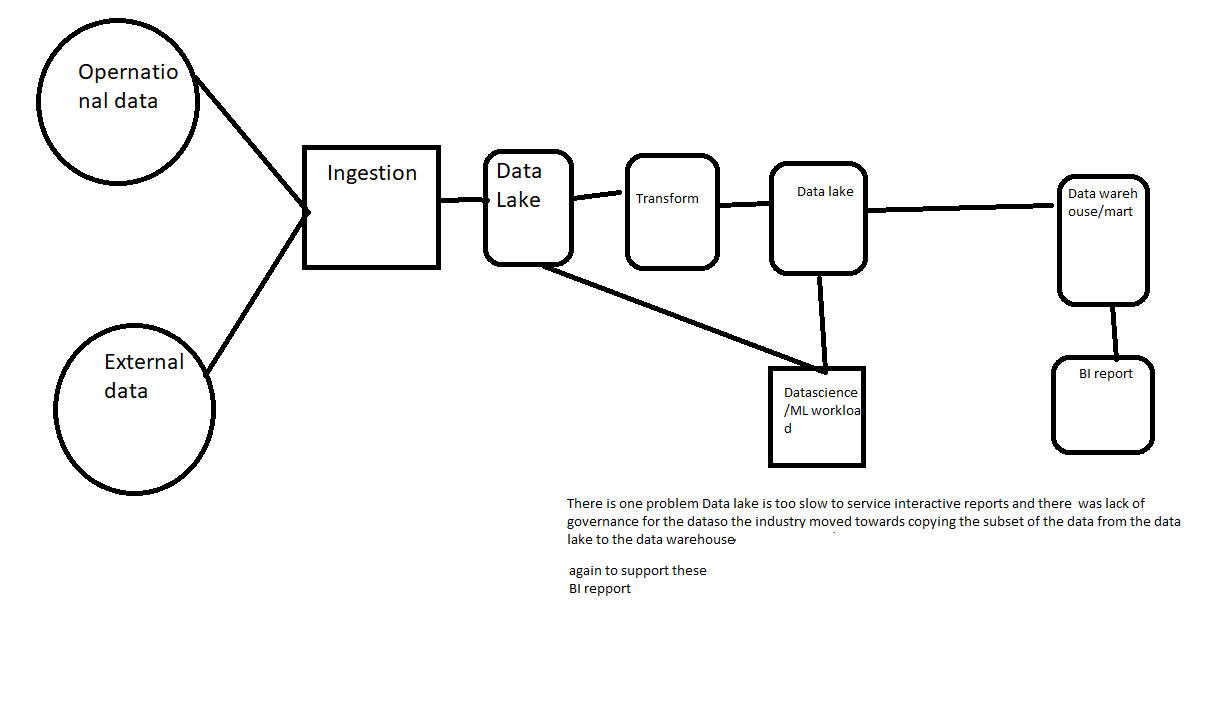 Opernatio
nal data
Ingestion
Data
Lake
Transform
Data lake
Data wareh
ouse/mart
External
data
Datascience
/ML workloa
d
BI report
There is one problem Data lake is too slow to service interactive reports and there  was lack of
governance for the dataso the industry moved towards copying the subset of the data from the data
lake to the data warehouse
again to support these
BI repport